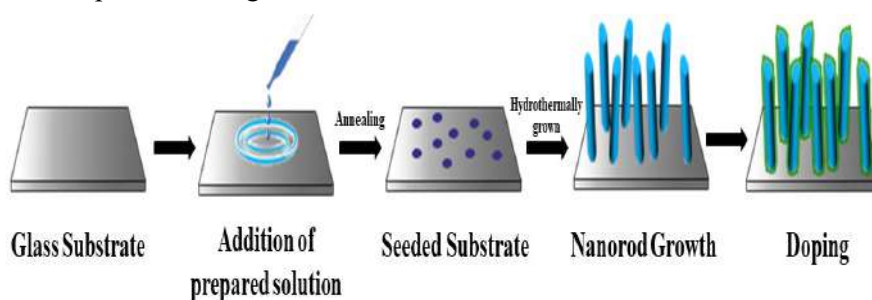 Annealing
Hydrothermally
grown
Glass Substrate
Addition of
prepared solution
Seeded Substrate
Nanorod Growth
Doping